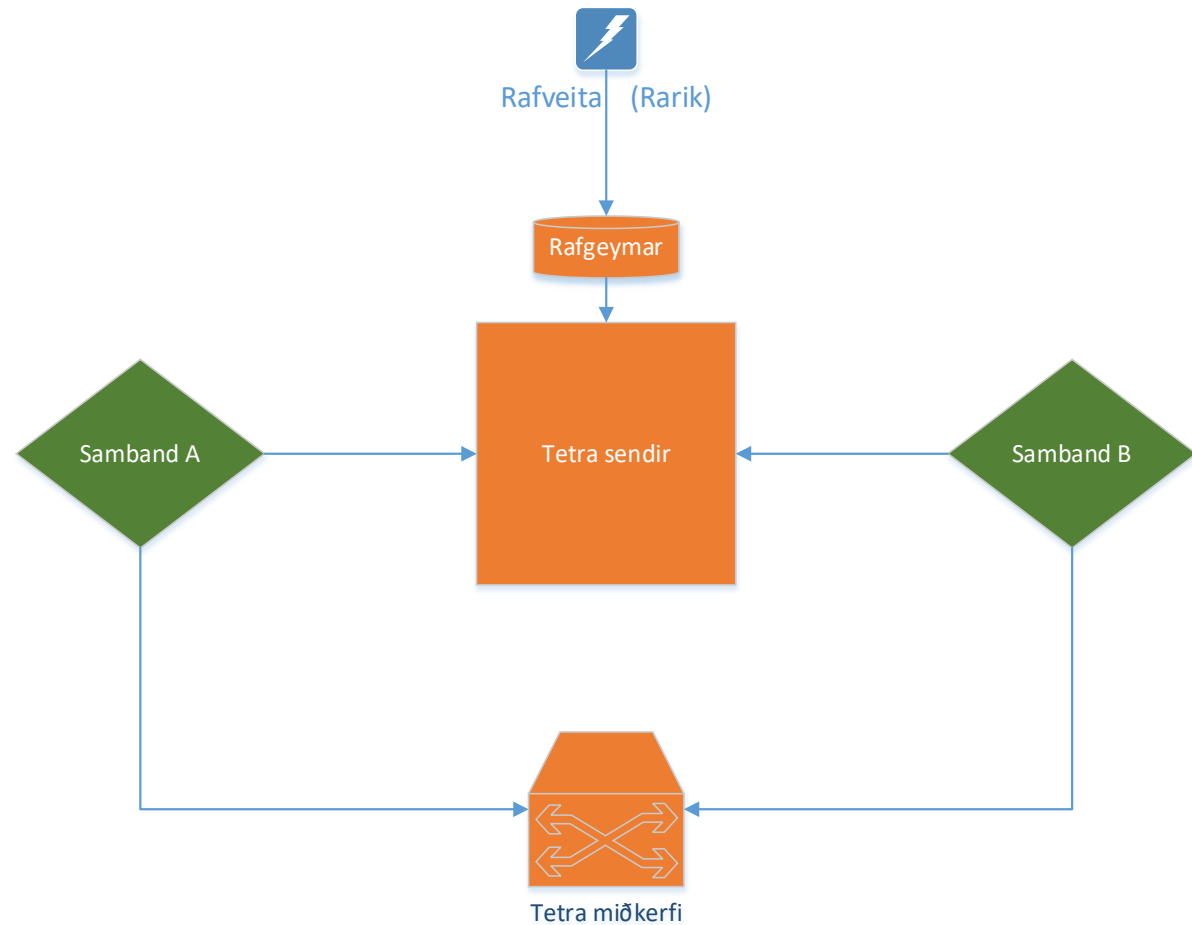 Rafveita (Rarik)
Rafgeymar
Samband A
Tetra sendir
Samband B
Tetra miðkerfi